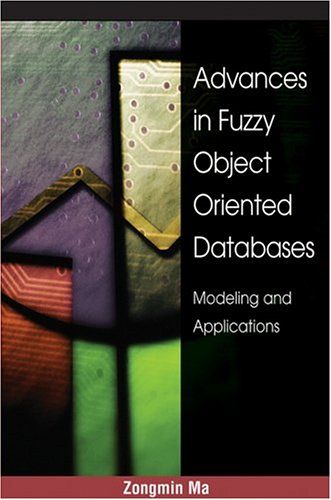 Advances
in Fuzzy
Object
Oriented
Databases
Modeling and
Applications
Zongmin Ma